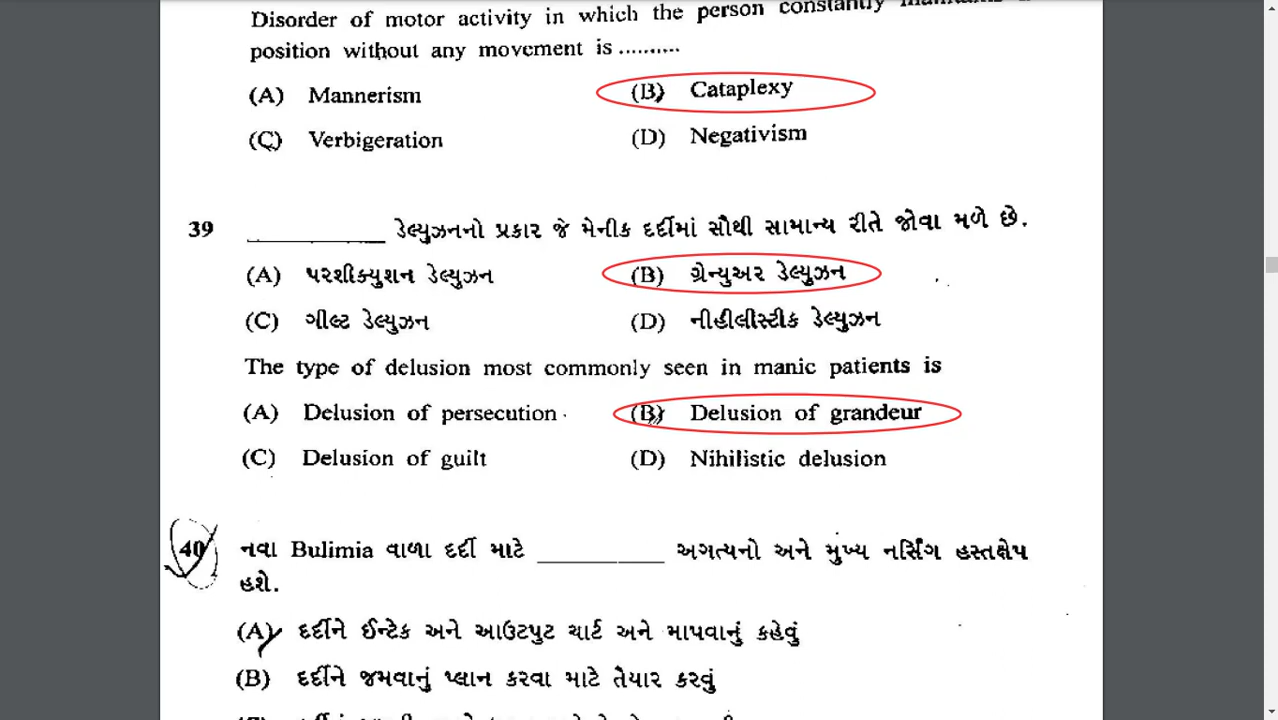 Disorder of motor activity in which the person constantly
position without any movement is ..........
(A) Mannerism (B) Cataplexy
(C) Verbigeration (D) Negativism
39 __________ ડેલ્યુઝનનો પ્રકાર જે મેનીક દર્દીમાં સૌથી સામાન્ય રીતે જોવા મળે છે.
(A) પરશીક્યુશન ડેલ્યુઝન (B) ગ્રેન્યુઅર ડેલ્યુઝન
(C) ગીલ્ટ ડેલ્યુઝન (D) નીહીલીસ્ટીક ડેલ્યુઝન
The type of delusion most commonly seen in manic patients is
(A) Delusion of persecution (B) Delusion of grandeur
(C) Delusion of guilt (D) Nihilistic delusion
40 નવા Bulimia વાળા દર્દી માટે __________ અગત્યનો અને મુખ્ય નર્સિંગ હસ્તક્ષેપ
હશે.
(A) દર્દીને ઈન્ટેક અને આઉટપુટ ચાર્ટ અને માપવાનું કહેવું
(B) દર્દીને જમવાનું પ્લાન કરવા માટે તૈયાર કરવું